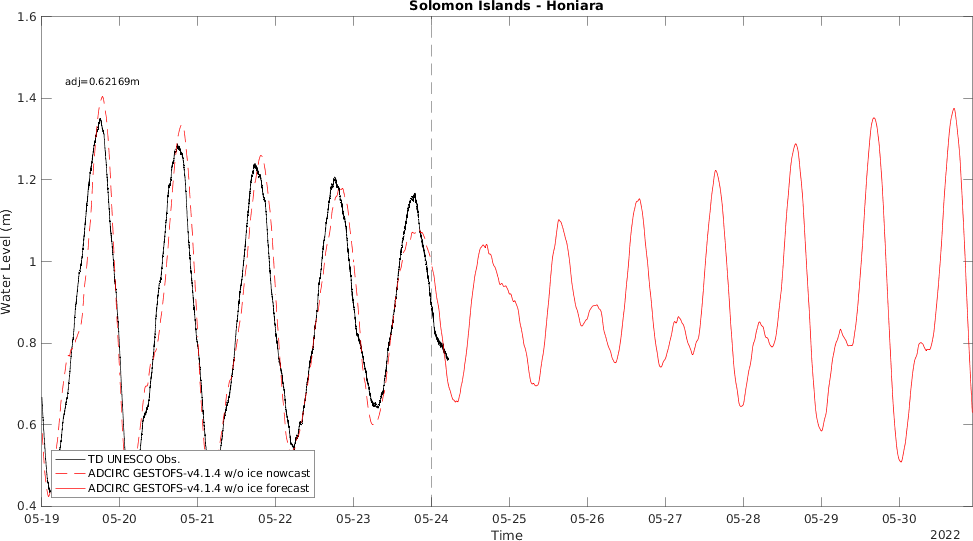 Solomon Islands - Honiara
1.6
adj=0.62169m
1.4
1.2
1
0.8
0.6
0.4
Water Level (m)
TD UNESCO Obs.
ADCIRC GESTOFS-v4.1.4 w/o ice nowcast
ADCIRC GESTOFS-v4.1.4 w/o ice forecast
05-19 05-20 05-21 05-22 05-23 05-24 05-25 05-26 05-27 05-28 05-29 05-30
Time
2022